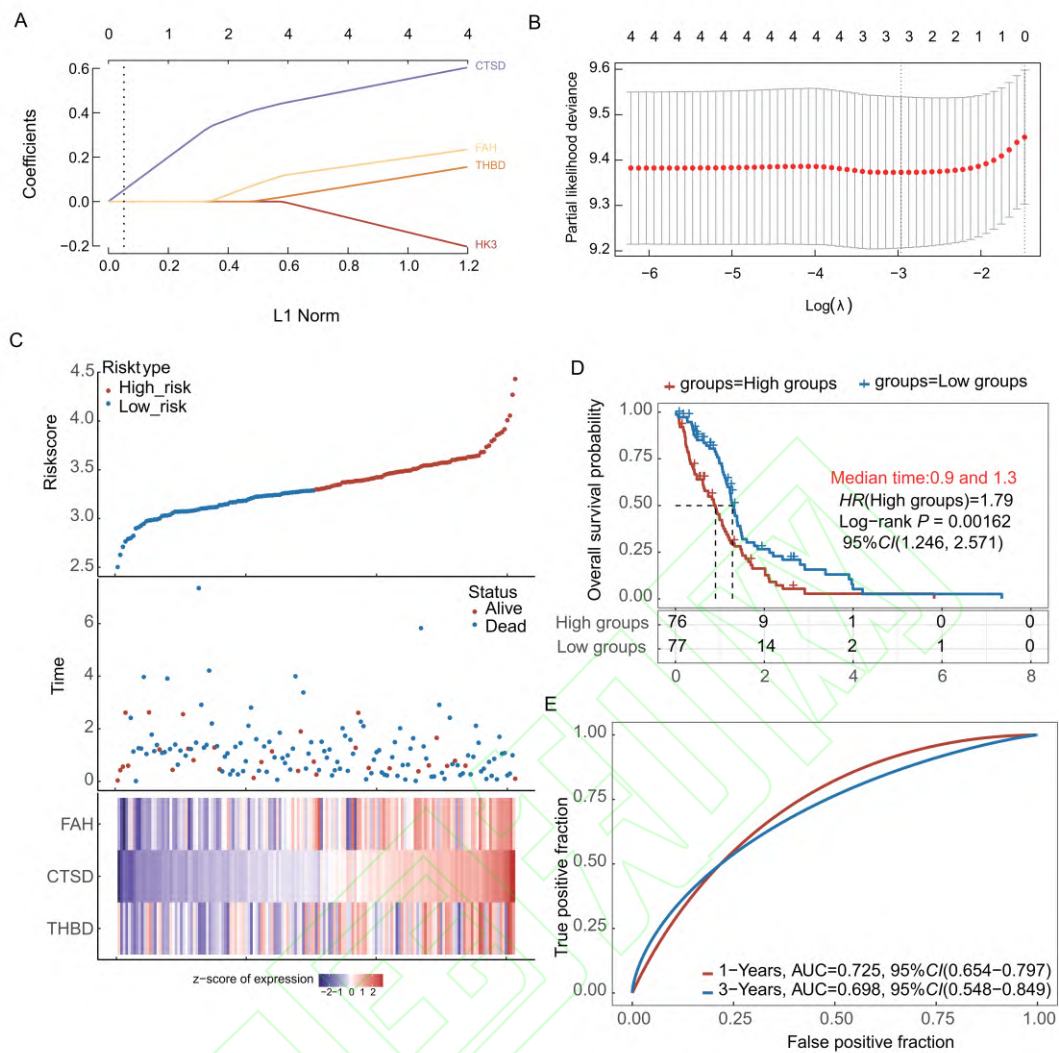 A
0 1 2 4 4 4 4
CTSD
FAH
THBD
HK3
0.6
0.4
0.2
0.0
−0.2
Coefficients
0.0 0.2 0.4 0.6 0.8 1.0 1.2
L1 Norm
B
4 4 4 4 4 4 4 4 4 3 3 3 2 2 1 1 0
9.6
9.5
9.4
9.3
9.2
Partial likelihood deviance
−6 −5 −4 −3 −2
Log(λ)
C
Risktype
High_risk
Low_risk
4.5
4.0
3.5
3.0
2.5
Riskscore
Status
Alive
Dead
6
4
2
0
Time
FAH
CTSD
THBD
z−score of expression
−2−1 0 1 2
D
groups=High groups groups=Low groups
1.00
0.75
0.50
0.25
0.00
Overall survival probability
Median time:0.9 and 1.3
HR(High groups)=1.79
Log−rank P = 0.00162
95%CI(1.246, 2.571)
High groups 76 9 1 0 0
Low groups 77 14 2 1 0
0 2 4 6 8
E
1.00
0.75
0.50
0.25
0.00
True positive fraction
1−Years, AUC=0.725, 95%CI(0.654−0.797)
3−Years, AUC=0.698, 95%CI(0.548−0.849)
0.00 0.25 0.50 0.75 1.00
False positive fraction